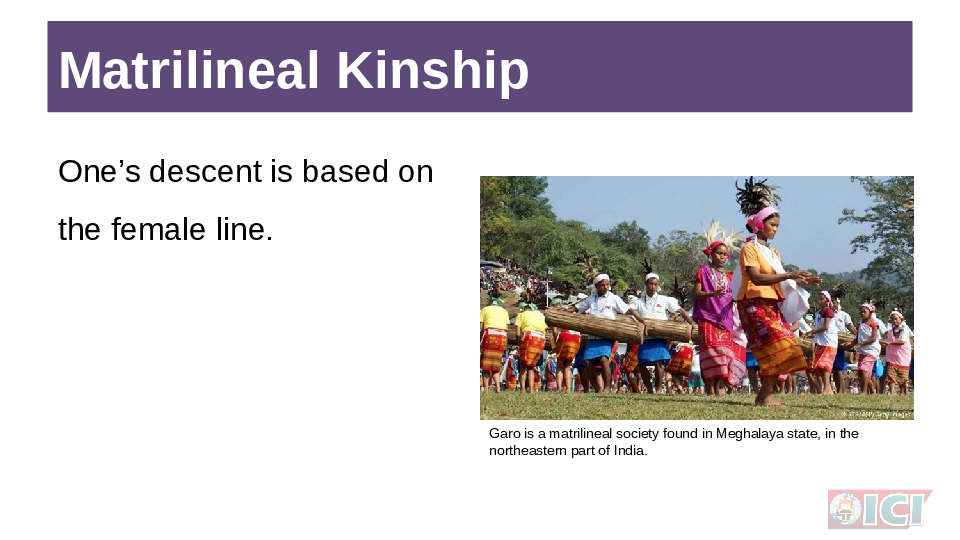 Matrilineal Kinship
One’s descent is based on
the female line.
Garo is a matrilineal society found in Meghalaya state, in the
northeastern part of India.
ICI